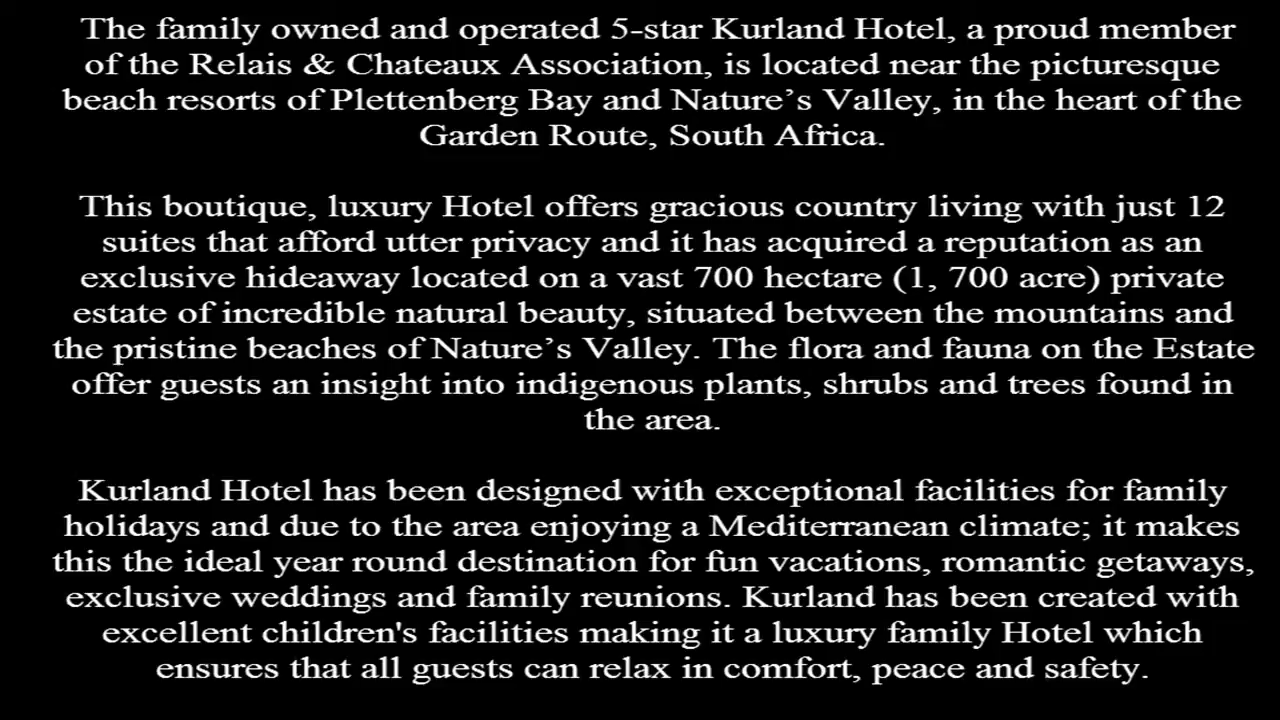 The family owned and operated 5-star Kurland Hotel, a proud member
of the Relais & Chateaux Association, is located near the picturesque
beach resorts of Plettenberg Bay and Nature’s Valley, in the heart of the
Garden Route, South Africa.
This boutique, luxury Hotel offers gracious country living with just 12
suites that afford utter privacy and it has acquired a reputation as an
exclusive hideaway located on a vast 700 hectare (1, 700 acre) private
estate of incredible natural beauty, situated between the mountains and
the pristine beaches of Nature’s Valley. The flora and fauna on the Estate
offer guests an insight into indigenous plants, shrubs and trees found in
the area.
Kurland Hotel has been designed with exceptional facilities for family
holidays and due to the area enjoying a Mediterranean climate; it makes
this the ideal year round destination for fun vacations, romantic getaways,
exclusive weddings and family reunions. Kurland has been created with
excellent children's facilities making it a luxury family Hotel which
ensures that all guests can relax in comfort, peace and safety.